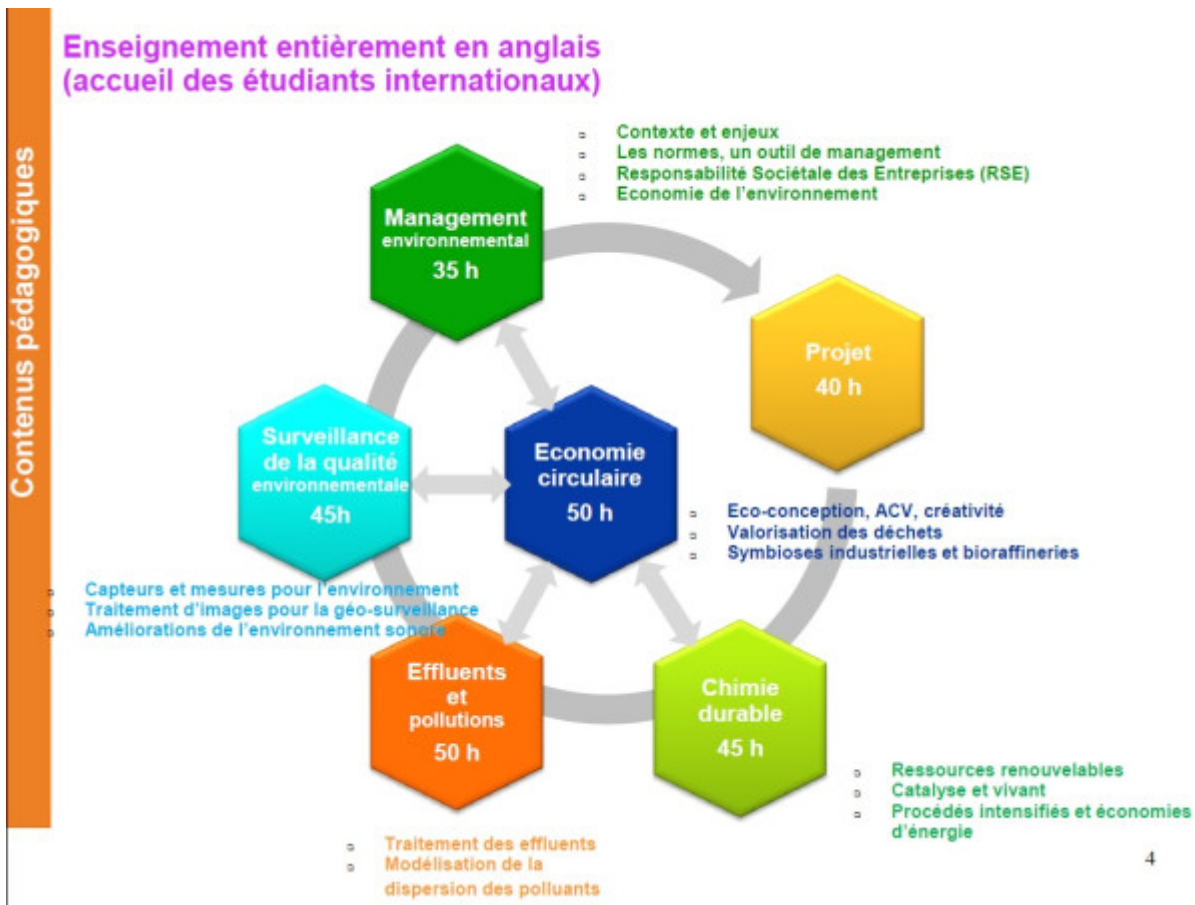 Enseignement entièrement en anglais
(accueil des étudiants internationaux)
Contenus pédagogiques
Contexte et enjeux
Les normes, un outil de management
Responsabilité Sociétale des Entreprises (RSE)
Economie de l'environnement
Management
environnemental
35 h
Projet
40 h
Surveillance
de la qualité
environnementale
45h
Economie
circulaire
50 h
Eco-conception, ACV, créativité
Valorisation des déchets
Symbioses industrielles et bioraffineries
Capteurs et mesures pour l'environnement
Traitement d'images pour la géo-surveillance
Améliorations de l'environnement sonore
Effluents
et
pollutions
50 h
Chimie
durable
45 h
Ressources renouvelables
Catalyse et vivant
Procédés intensifiés et économies
d'énergie
Traitement des effluents
Modélisation de la
dispersion des polluants
4